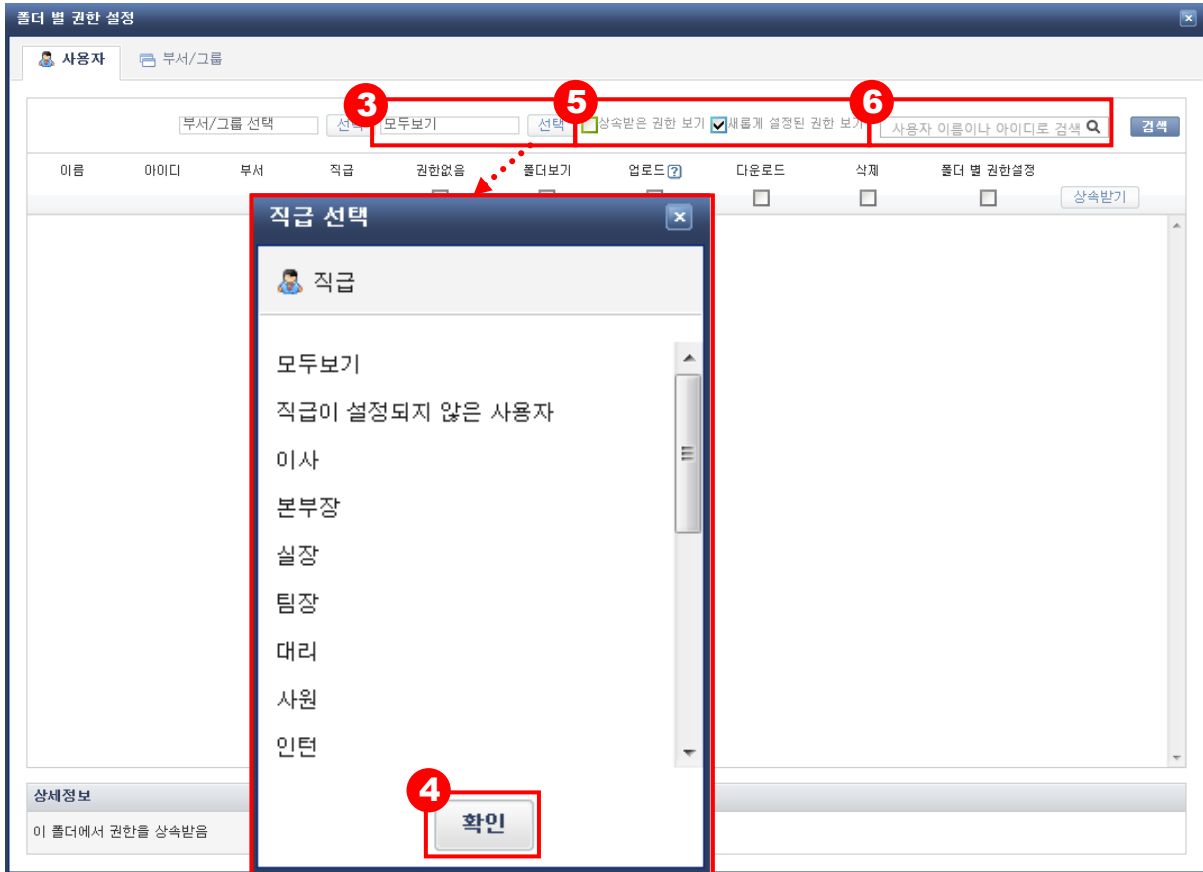 폴더 별 권한 설정
사용자 부서/그룹
3 5 6
부서/그룹 선택 선택 모두보기 선택 상속받은 권한 보기 새롭게 설정된 권한 보기 사용자 이름이나 아이디로 검색 검색
이름 아이디 부서 직급 권한없음 폴더보기 업로드[?] 다운로드 삭제 폴더 별 권한설정
상속받기
직급 선택
직급
모두보기
직급이 설정되지 않은 사용자
이사
본부장
실장
팀장
대리
사원
인턴
4
확인
상세정보
이 폴더에서 권한을 상속받음